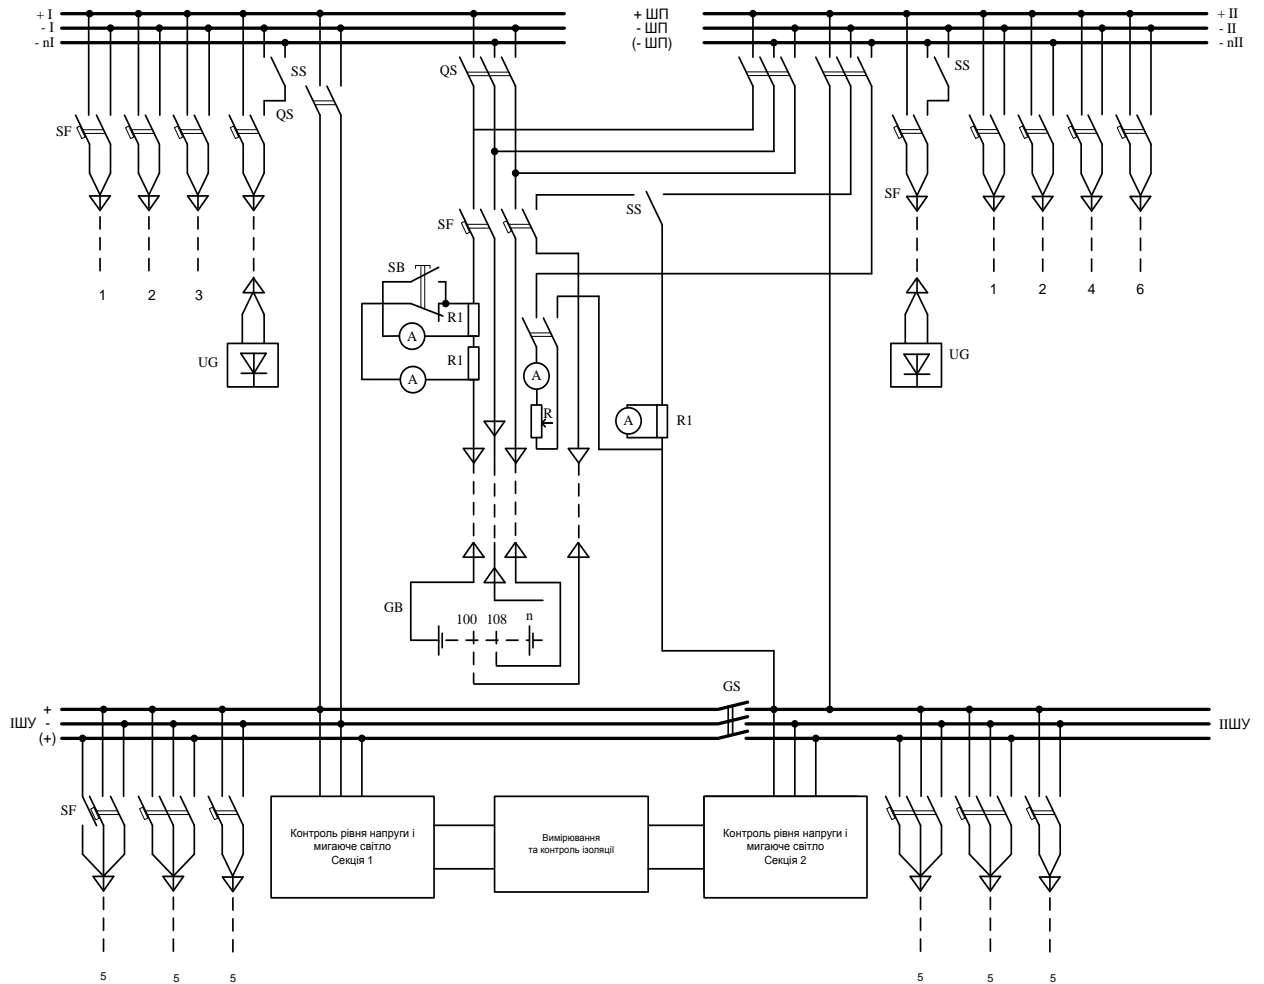 + I
- I
- nI
+ ШП
- ШП
(- ШП)
+ II
- II
- nII
SS
QS
QS
SS
SF
SF
SS
SF
SB
R1
R1
A
A
A
R
A
R1
UG
UG
1
2
3
1
2
4
6
GB
100
108
n
GS
ІШУ
+
-
(+)
ІІШУ
SF
Контроль рівня напруги і
мигаюче світло
Секція 1
Вимірювання
та контроль ізоляції
Контроль рівня напруги і
мигаюче світло
Секція 2
5
5
5
5
5
5